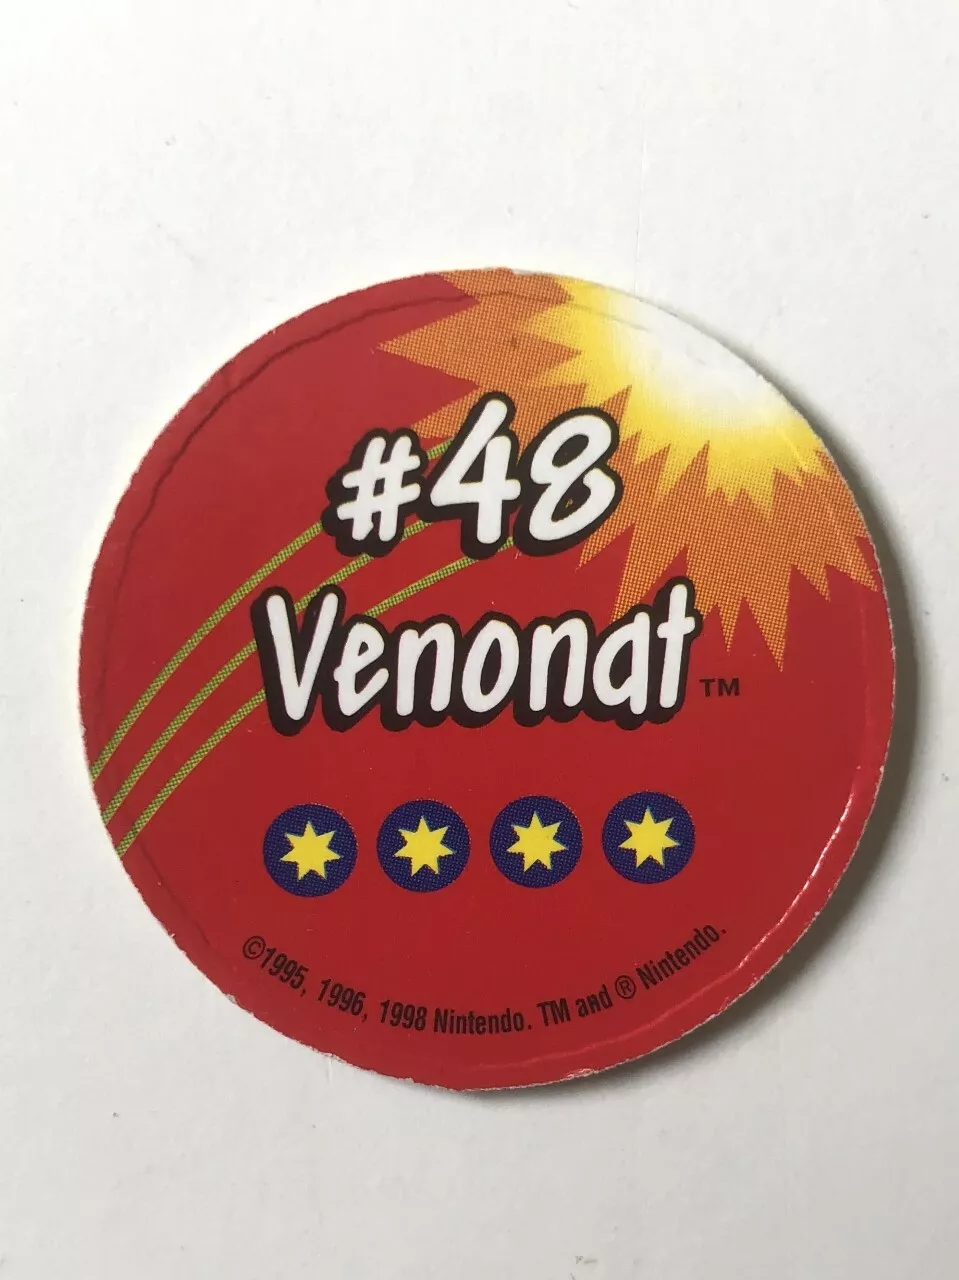 #48
Venonat™
©1995, 1996, 1998 Nintendo. TM and ® Nintendo.